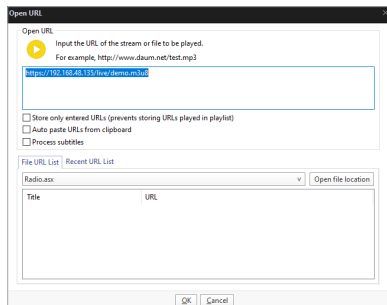 Open URL
Open URL
Input the URL of the stream or file to be played.
For example, http://www.daum.net/test.mp3
https://192.168.48.135/live/demo.m3u8
Store only entered URLs (prevents storing URLs played in playlist)
Auto paste URLs from clipboard
Process subtitles
File URL List Recent URL List
Radio.asx Open file location
Title URL
OK Cancel